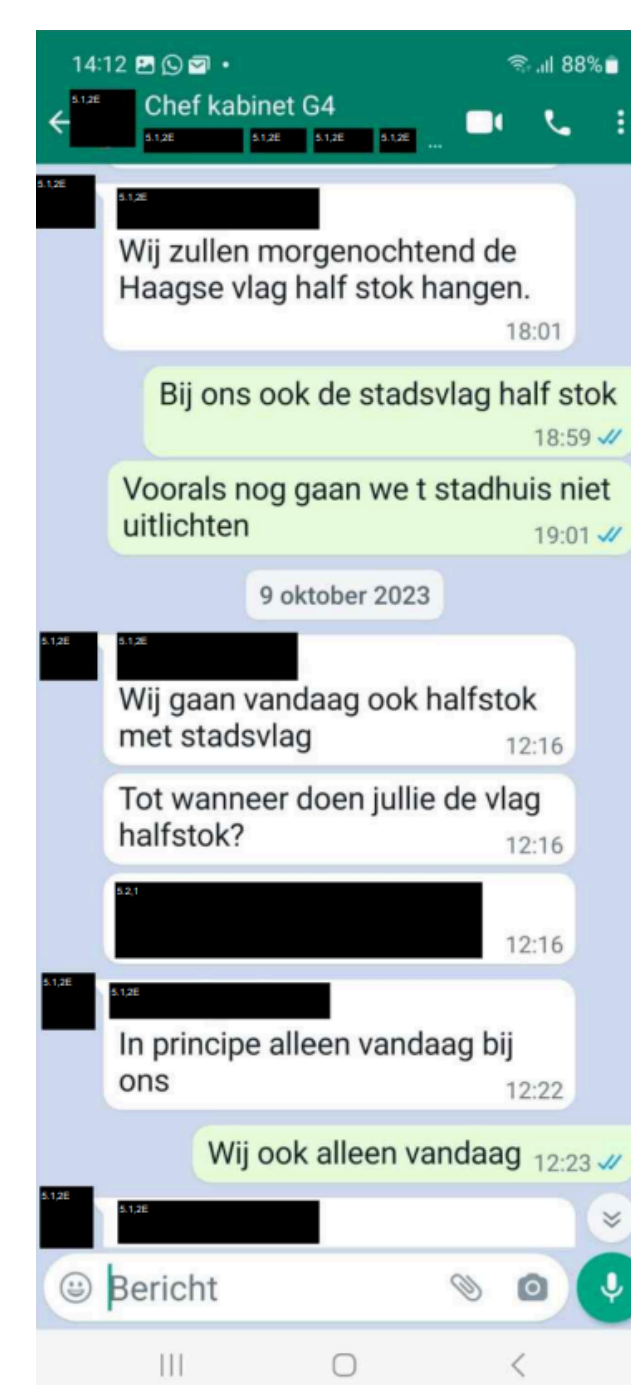 14:12
88%
5.1,2E
Chef kabinet G4
5.1,2E 5.1,2E 5.1,2E 5.1,2E ...
5.1,2E
5.1,2E
Wij zullen morgenochtend de
Haagse vlag half stok hangen.
18:01
Bij ons ook de stadsvlag half stok
18:59
Voorals nog gaan we t stadhuis niet
uitlichten
19:01
9 oktober 2023
5.1,2E
5.1,2E
Wij gaan vandaag ook halfstok
met stadsvlag
12:16
Tot wanneer doen jullie de vlag
halfstok?
12:16
5.2,1
12:16
5.1,2E
5.1,2E
In principe alleen vandaag bij
ons
12:22
Wij ook alleen vandaag 12:23
5.1,2E
5.1,2E
Bericht